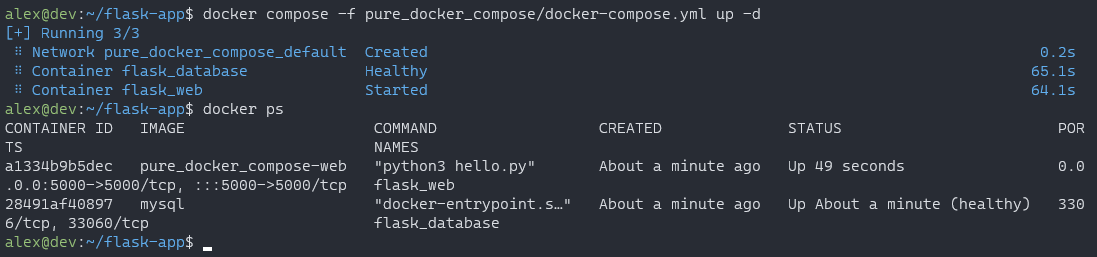 alex@dev:~/flask-app$ docker compose -f pure_docker_compose/docker-compose.yml up -d
[+] Running 3/3
⠿ Network pure_docker_compose_default  Created  0.2s
⠿ Container flask_database  Healthy  65.1s
⠿ Container flask_web  Started  64.1s
alex@dev:~/flask-app$ docker ps
CONTAINER ID   IMAGE                     COMMAND                  CREATED              STATUS                        POR
TS                                       NAMES
a1334b9b5dec   pure_docker_compose-web   "python3 hello.py"       About a minute ago   Up 49 seconds                 0.0
.0.0:5000->5000/tcp, :::5000->5000/tcp   flask_web
28491af40897   mysql                     "docker-entrypoint.s…"   About a minute ago   Up About a minute (healthy)   330
6/tcp, 33060/tcp                         flask_database
alex@dev:~/flask-app$